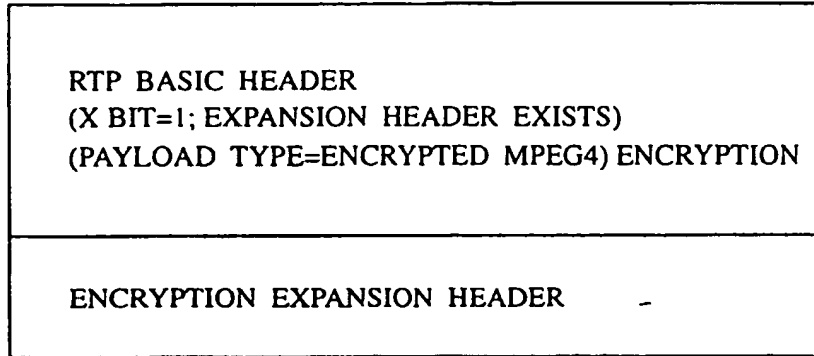 RTP BASIC HEADER
(X BIT=1; EXPANSION HEADER EXISTS)
(PAYLOAD TYPE=ENCRYPTED MPEG4) ENCRYPTION
ENCRYPTION EXPANSION HEADER